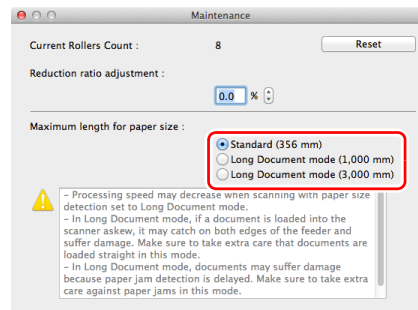 Maintenance
Current Rollers Count : 8 Reset
Reduction ratio adjustment :
0.0 %
Maximum length for paper size :
Standard (356 mm)
Long Document mode (1,000 mm)
Long Document mode (3,000 mm)
– Processing speed may decrease when scanning with paper size
detection set to Long Document mode.
– In Long Document mode, if a document is loaded into the
scanner askew, it may catch on both edges of the feeder and
suffer damage. Make sure to take extra care that documents are
loaded straight in this mode.
– In Long Document mode, documents may suffer damage
because paper jam detection is delayed. Make sure to take extra
care against paper jams in this mode.